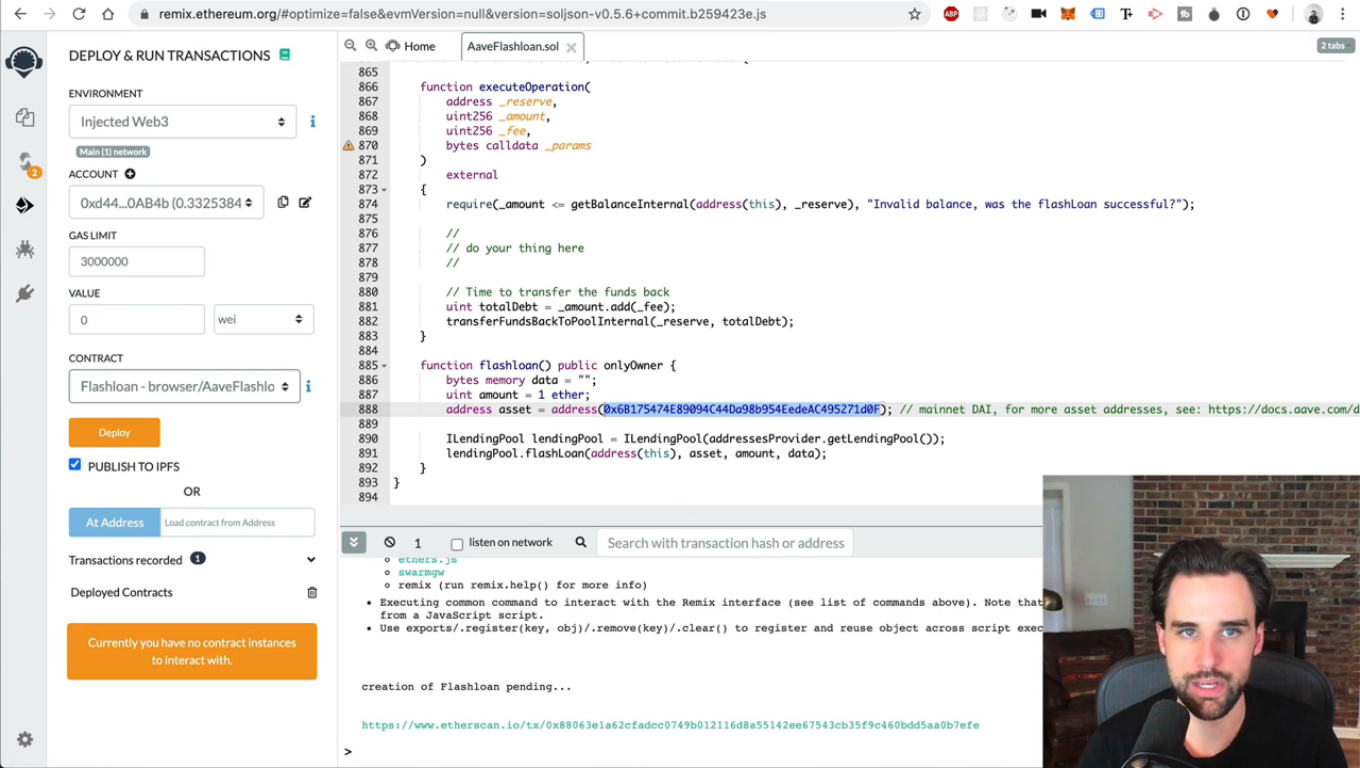 remix.ethereum.org/#optimize=false&evmVersion=null&version=soljson-v0.5.6+commit.b259423e.js
ABP
DEPLOY & RUN TRANSACTIONS
ENVIRONMENT
Injected Web3
Main (1) network
ACCOUNT
0xd44...0AB4b (0.3325384
GAS LIMIT
3000000
VALUE
0
wei
CONTRACT
Flashloan - browser/AaveFlashlo
Deploy
PUBLISH TO IPFS
OR
At Address
Load contract from Address
Transactions recorded 1
Deployed Contracts
Currently you have no contract instances
to interact with.
2
Home
AaveFlashloan.sol
2 tabs
865
866 function executeOperation(
867 address _reserve,
868 uint256 _amount,
869 uint256 _fee,
870 bytes calldata _params
871 )
872 external
873 {
874 require(_amount <= getBalanceInternal(address(this), _reserve), "Invalid balance, was the flashLoan successful?");
875
876 //
877 // do your thing here
878 //
879
880 // Time to transfer the funds back
881 uint totalDebt = _amount.add(_fee);
882 transferFundsBackToPoolInternal(_reserve, totalDebt);
883 }
884
885 function flashloan() public onlyOwner {
886 bytes memory data = "";
887 uint amount = 1 ether;
888 address asset = address(0x6B175474E89094C44Da98b954EedeAC495271d0F); // mainnet DAI, for more asset addresses, see: https://docs.aave.com/d
889
890 ILendingPool lendingPool = ILendingPool(addressesProvider.getLendingPool());
891 lendingPool.flashLoan(address(this), asset, amount, data);
892 }
893 }
894
1
listen on network
Search with transaction hash or address
ethers.js
swarmgw
remix (run remix.help() for more info)
• Executing common command to interact with the Remix interface (see list of commands above). Note that
from a JavaScript script.
• Use exports/.register(key, obj)/.remove(key)/.clear() to register and reuse object across script exec
creation of Flashloan pending...
https://www.etherscan.io/tx/0x88063e1a62cfadcc0749b012116d8a55142ee67543cb35f9c460bdd5aa0b7efe
>